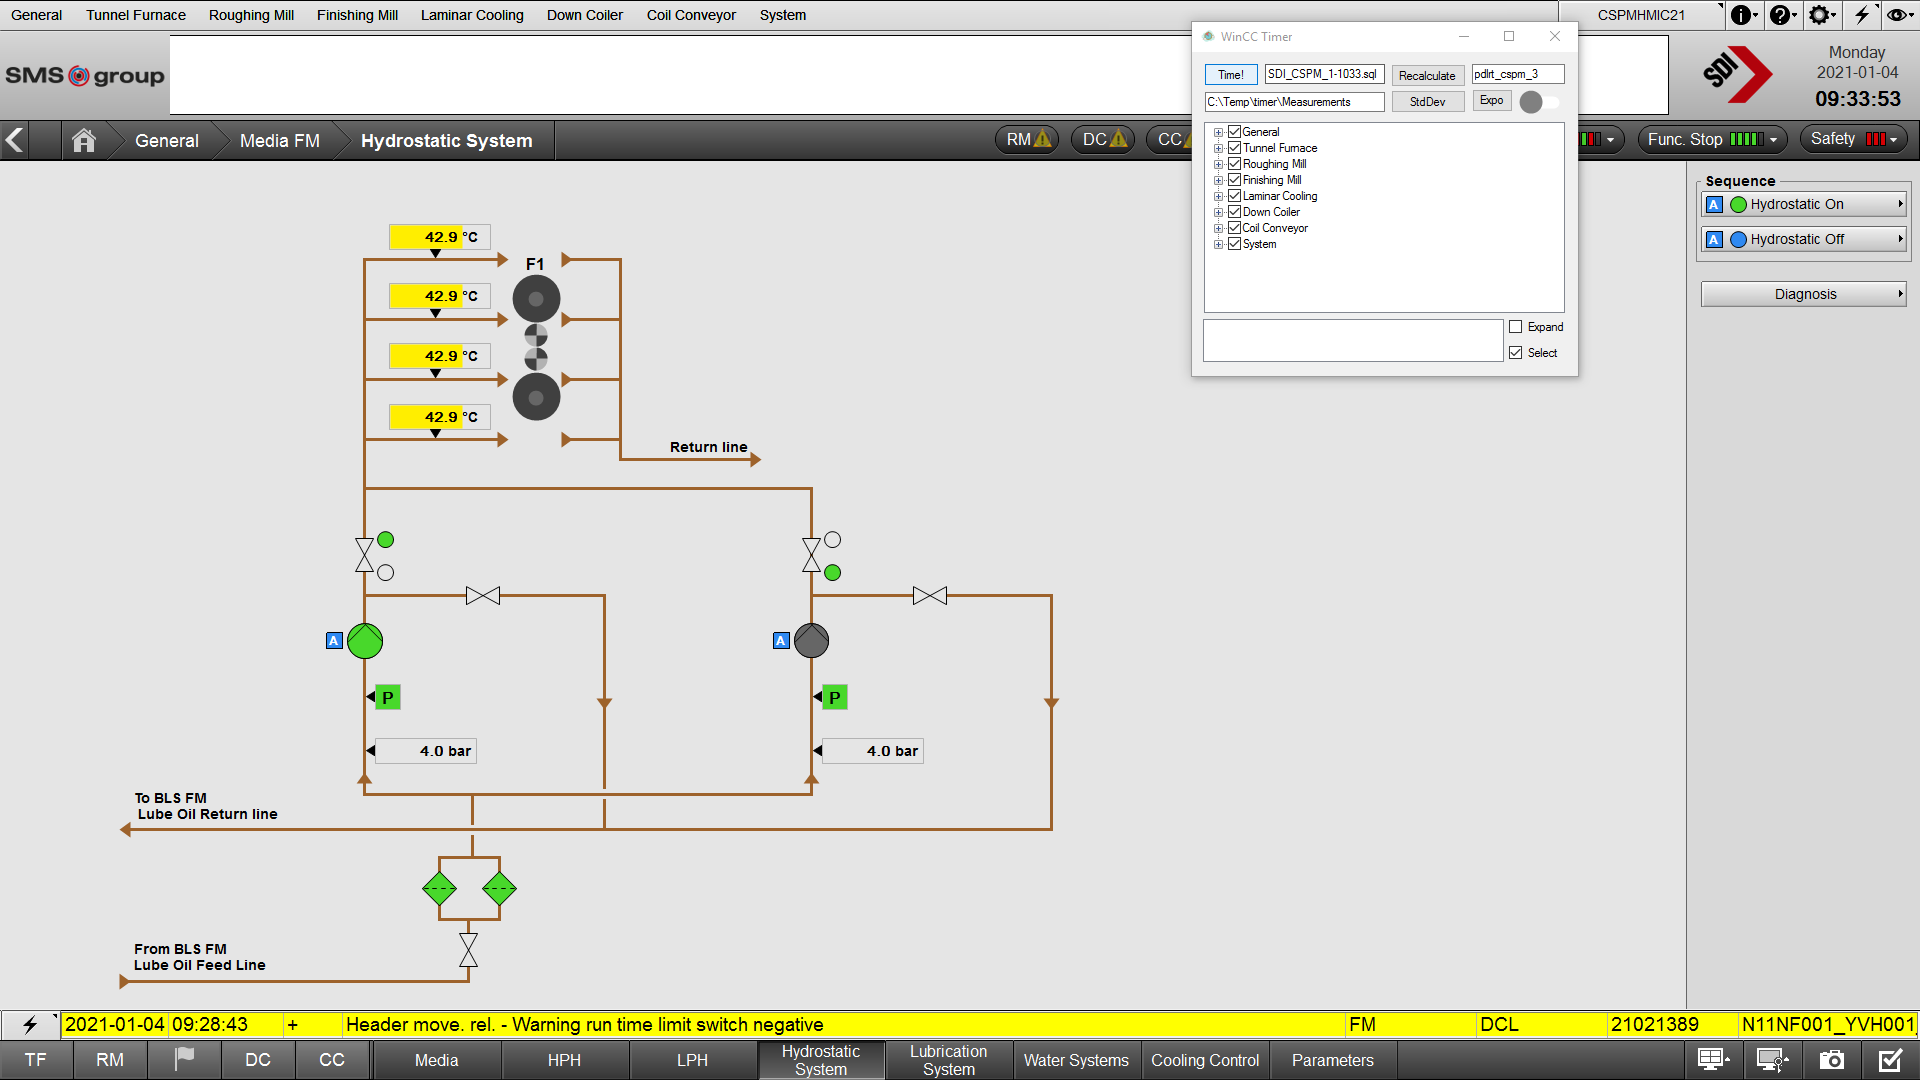 General Tunnel Furnace Roughing Mill Finishing Mill Laminar Cooling Down Coiler Coil Conveyor System
CSPMHMIC21
SMS group
WinCC Timer
Time! SDI_CSPM_1-1033.sql Recalculate pdlrt_cspm_3
C:\Temp\timer\Measurements StdDev Expo
General
Tunnel Furnace
Roughing Mill
Finishing Mill
Laminar Cooling
Down Coiler
Coil Conveyor
System
Expand
Select
SDI
Monday
2021-01-04
09:33:53
General Media FM Hydrostatic System
RM DC CC
Func. Stop Safety
Sequence
A Hydrostatic On
A Hydrostatic Off
Diagnosis
42.9 °C
F1
42.9 °C
42.9 °C
42.9 °C
Return line
A
A
P
P
4.0 bar
4.0 bar
To BLS FM
Lube Oil Return line
From BLS FM
Lube Oil Feed Line
2021-01-04 09:28:43 + Header move. rel. - Warning run time limit switch negative FM DCL 21021389 N11NF001_YVH001
TF RM DC CC Media HPH LPH Hydrostatic System Lubrication System Water Systems Cooling Control Parameters